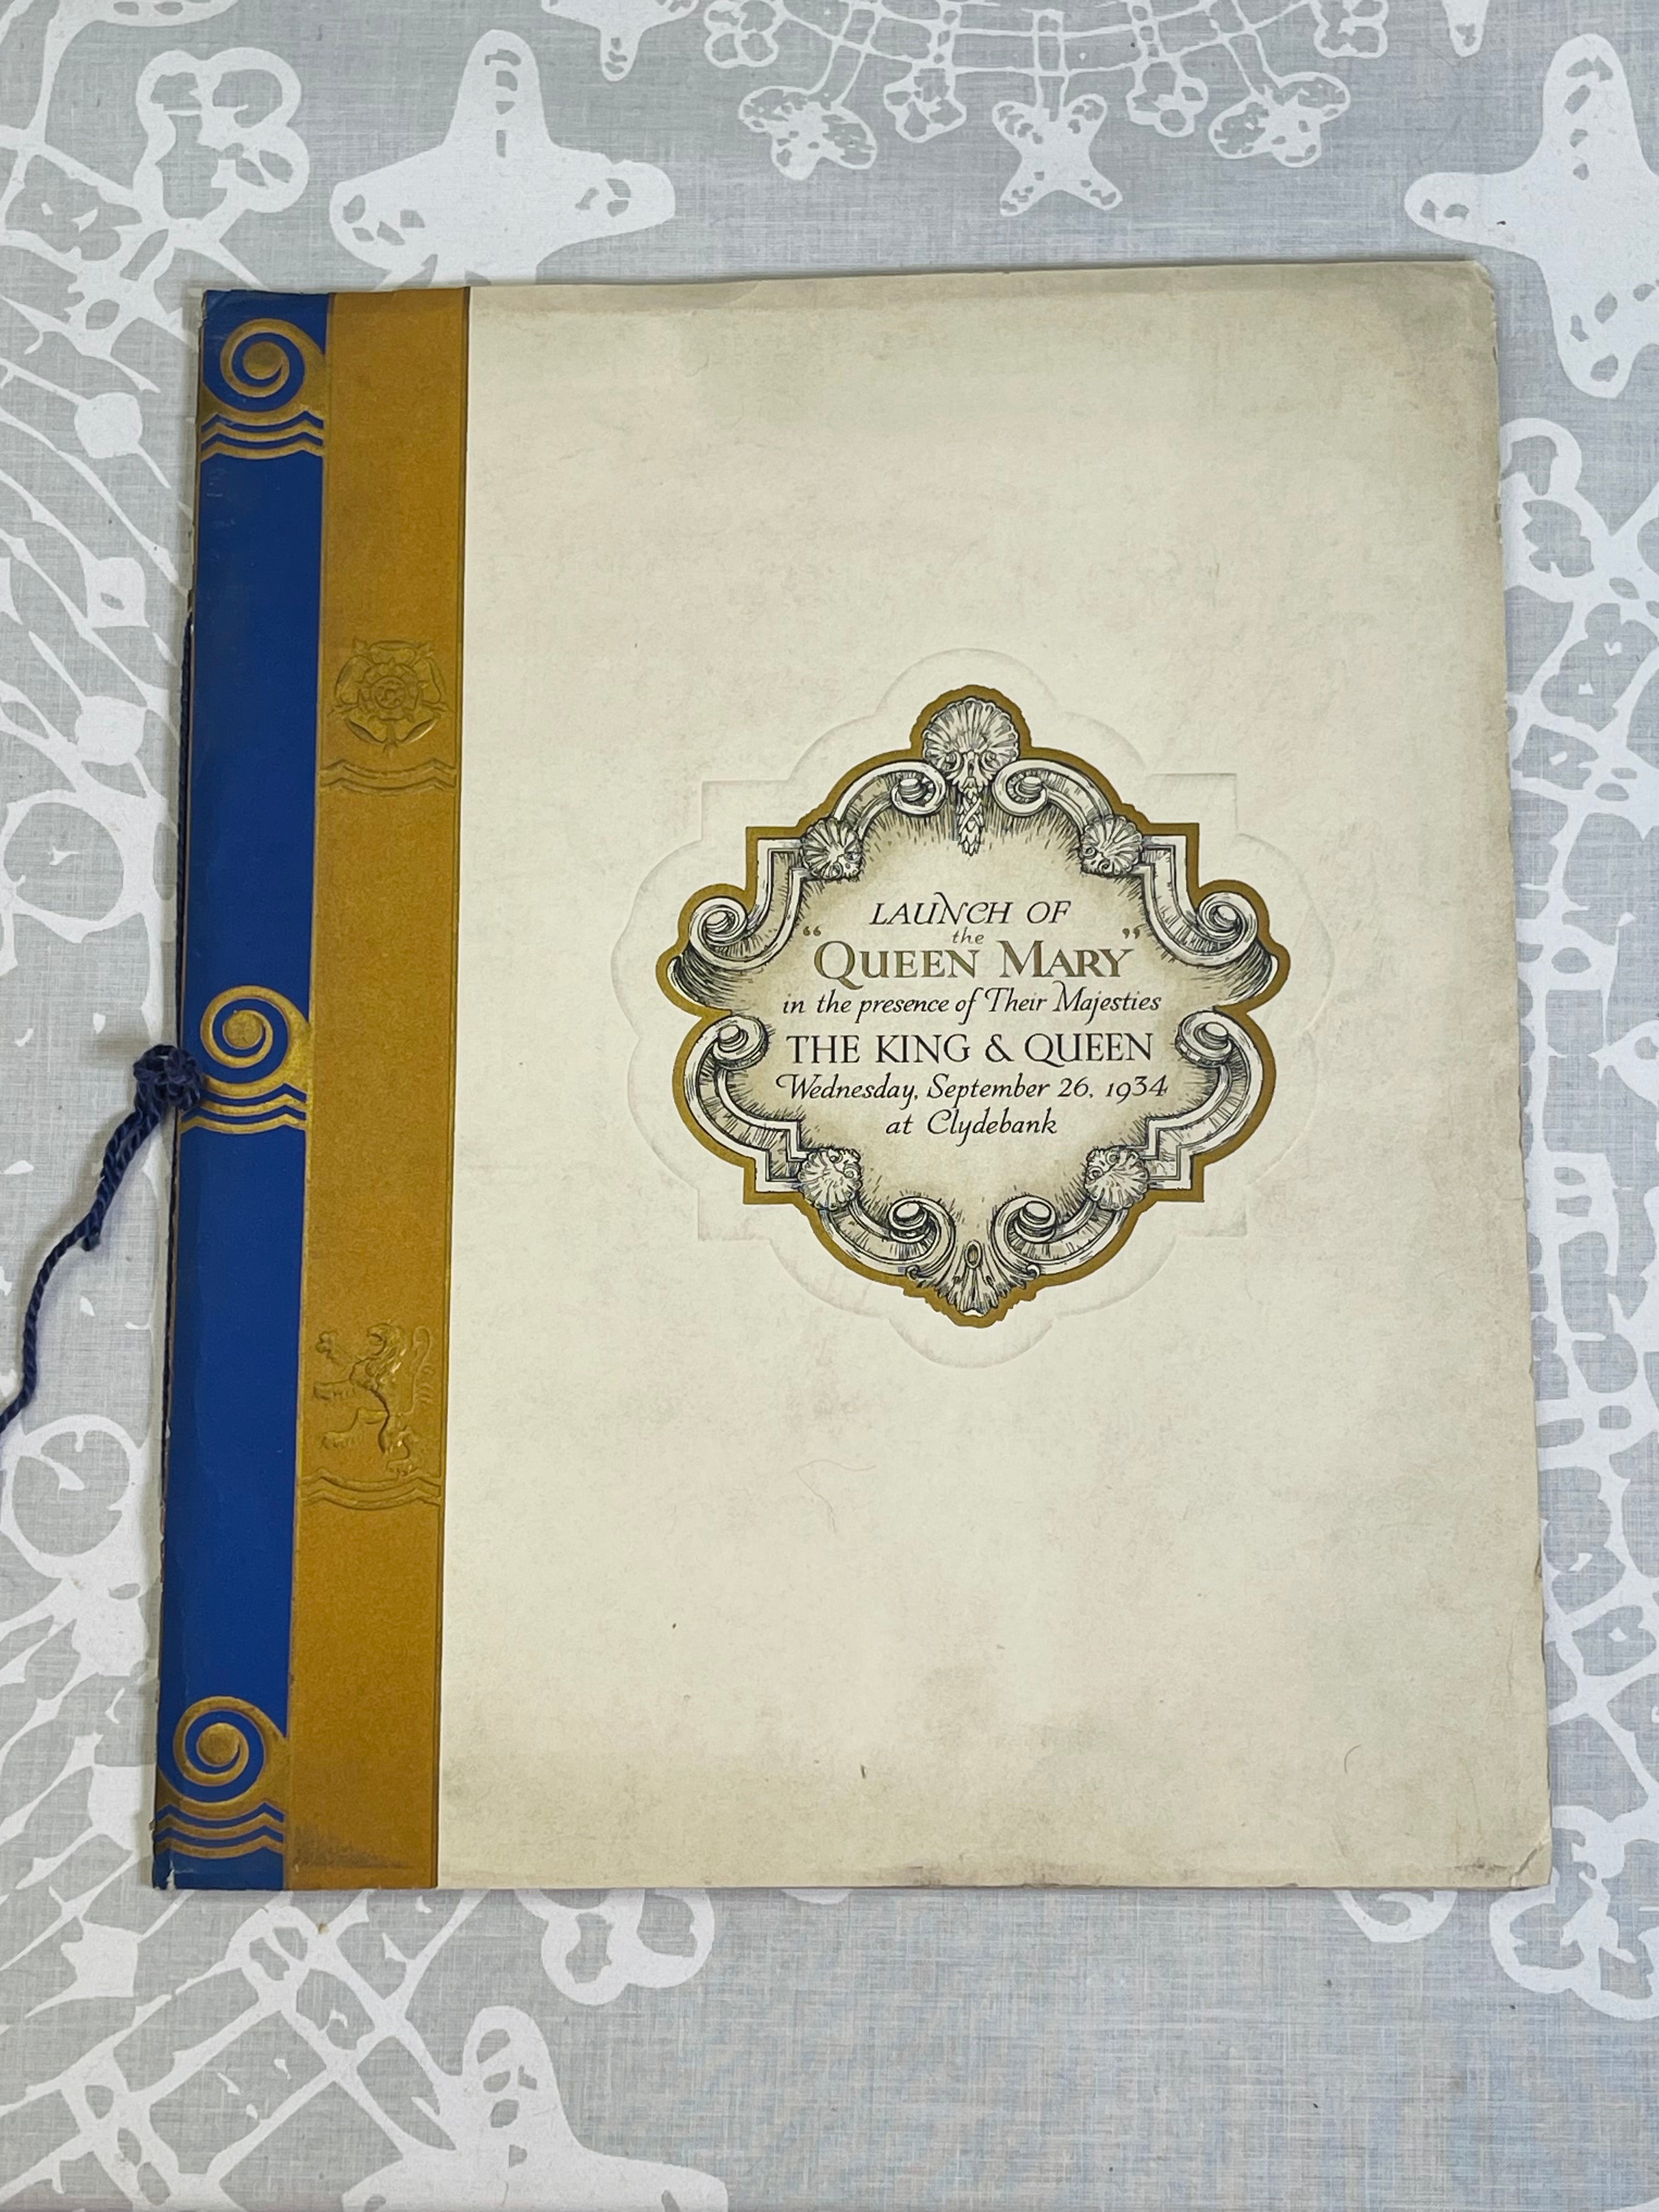 LAUNCH OF
the
“QUEEN MARY”
in the presence of Their Majesties
THE KING & QUEEN
Wednesday, September 26. 1934
at Clydebank